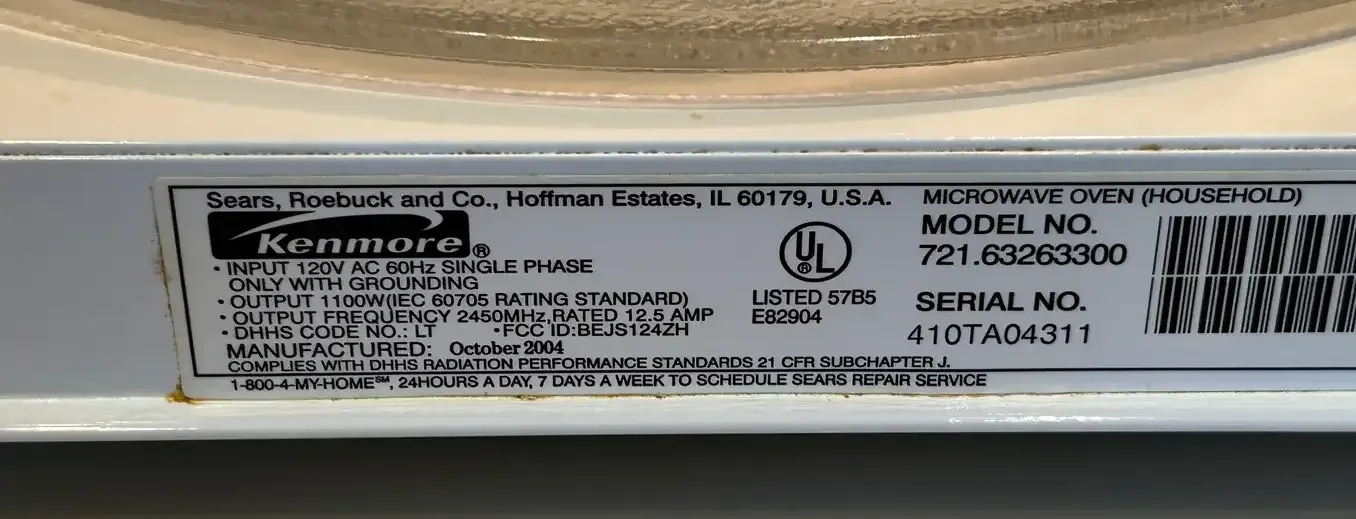 Sears, Roebuck and Co., Hoffman Estates, IL 60179, U.S.A.
Kenmore®
• INPUT 120V AC 60Hz SINGLE PHASE
ONLY WITH GROUNDING
• OUTPUT 1100W(IEC 60705 RATING STANDARD)
• OUTPUT FREQUENCY 2450MHz,RATED 12.5 AMP
• DHHS CODE NO.: LT • FCC ID:BEJS124ZH
MANUFACTURED: October 2004
COMPLIES WITH DHHS RADIATION PERFORMANCE STANDARDS 21 CFR SUBCHAPTER J.
1-800-4-MY-HOME℠, 24HOURS A DAY, 7 DAYS A WEEK TO SCHEDULE SEARS REPAIR SERVICE
UL®
LISTED 57B5
E82904
MICROWAVE OVEN (HOUSEHOLD)
MODEL NO.
721.63263300
SERIAL NO.
410TA04311